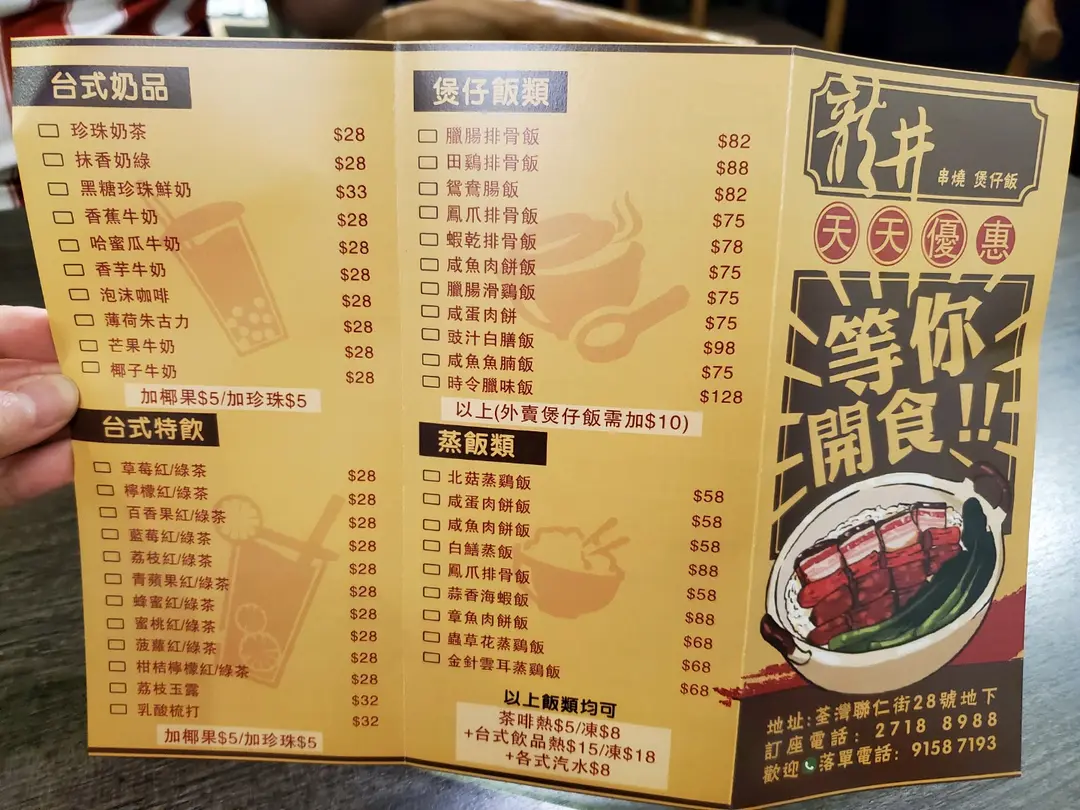 台式奶品
珍珠奶茶 $28
抹香奶綠 $28
黑糖珍珠鮮奶 $33
香蕉牛奶 $28
哈蜜瓜牛奶 $28
香芋牛奶 $28
泡沫咖啡 $28
薄荷朱古力 $28
芒果牛奶 $28
椰子牛奶 $28
加椰果$5/加珍珠$5
台式特飲
草莓紅/綠茶 $28
檸檬紅/綠茶 $28
百香果紅/綠茶 $28
藍莓紅/綠茶 $28
荔枝紅/綠茶 $28
青蘋果紅/綠茶 $28
蜂蜜紅/綠茶 $28
蜜桃紅/綠茶 $28
菠蘿紅/綠茶 $28
柑桔檸檬紅/綠茶 $28
荔枝玉露 $32
乳酸梳打 $32
加椰果$5/加珍珠$5
煲仔飯類
臘腸排骨飯 $82
田鷄排骨飯 $88
鴛鴦腸飯 $82
鳳爪排骨飯 $75
蝦乾排骨飯 $78
咸魚肉餅飯 $75
臘腸滑鷄飯 $75
咸蛋肉餅 $75
豉汁白膳飯 $98
咸魚魚腩飯 $75
時令臘味飯 $128
以上(外賣煲仔飯需加$10)
蒸飯類
北菇蒸鷄飯 $58
咸蛋肉餅飯 $58
咸魚肉餅飯 $58
白鱔蒸飯 $88
鳳爪排骨飯 $58
蒜香海蝦飯 $88
章魚肉餅飯 $68
蟲草花蒸鷄飯 $68
金針雲耳蒸鷄飯 $68
以上飯類均可
茶啡熱$5/凍$8
+台式飲品熱$15/凍$18
+各式汽水$8
龍井
串燒 煲仔飯
天天優惠
等你
開食!!
地址:荃灣聯仁街28號地下
訂座電話: 2718 8988
歡迎落單電話: 9158 7193